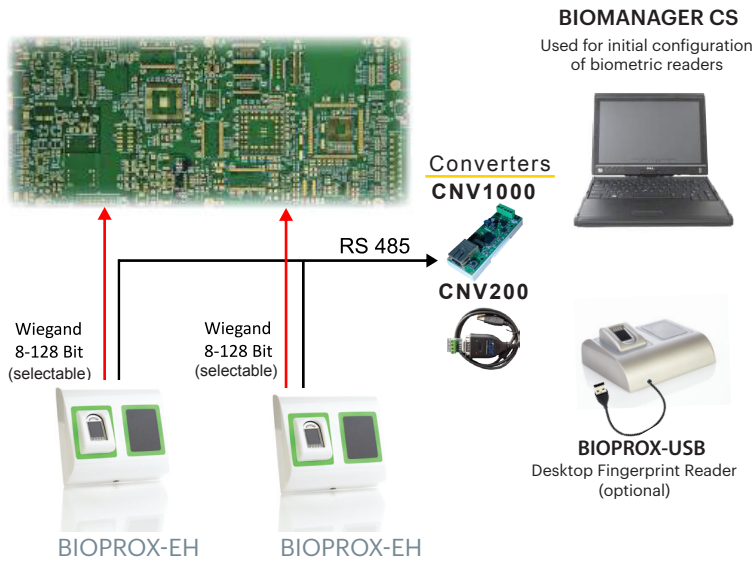 BIOMANAGER CS
Used for initial configuration
of biometric readers
Converters
CNV1000
RS 485
CNV200
Wiegand
8-128 Bit
(selectable)
Wiegand
8-128 Bit
(selectable)
BIOPROX-USB
Desktop Fingerprint Reader
(optional)
BIOPROX-EH
BIOPROX-EH